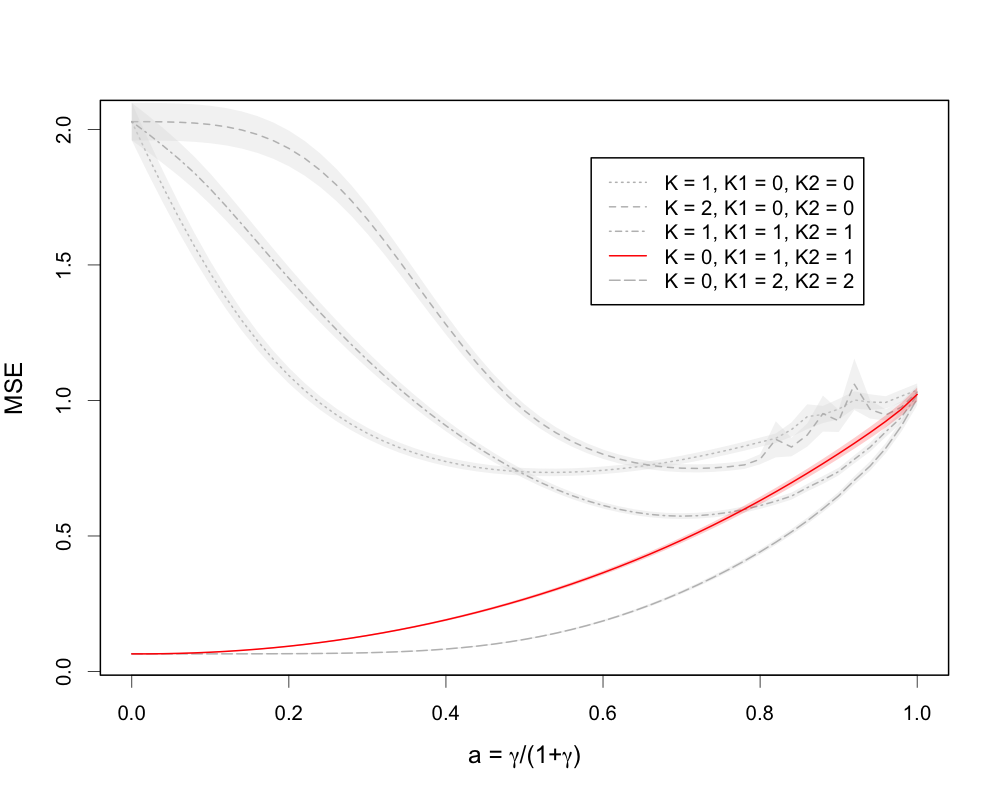 K = 1, K1 = 0, K2 = 0
K = 2, K1 = 0, K2 = 0
K = 1, K1 = 1, K2 = 1
K = 0, K1 = 1, K2 = 1
K = 0, K1 = 2, K2 = 2
MSE
2.0
1.5
1.0
0.5
0.0
0.0 0.2 0.4 0.6 0.8 1.0
a = γ/(1+γ)